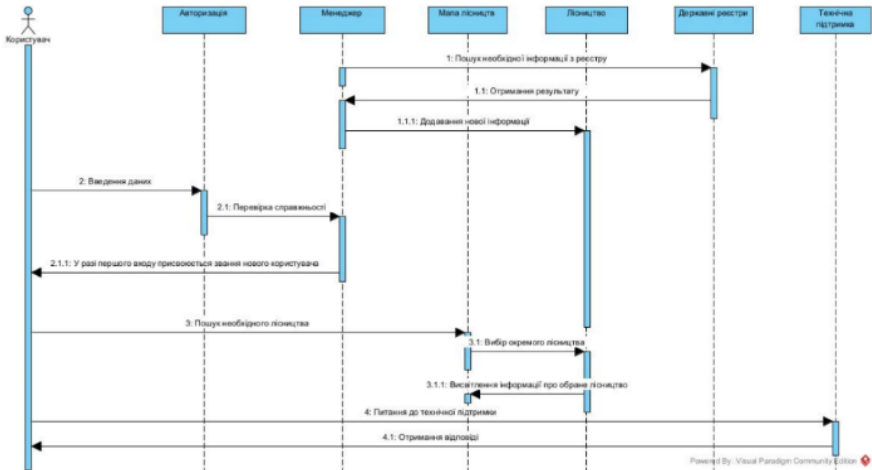 Користувач
Авторизація
Менеджер
Мапа лісництв
Лісництво
Державні реєстри
Технічна
підтримка
1: Пошук необхідної інформації з реєстру
1.1: Отримання результату
1.1.1: Додавання нової інформації
2: Введення даних
2.1: Перевірка справжньості
2.1.1: У разі першого входу присвоюється звання нового користувача
3: Пошук необхідного лісництва
3.1: Вибір окремого лісництва
3.1.1: Висвітлення інформації про обране лісництво
4: Питання до технічної підтримки
4.1: Отримання відповіді
Powered By: Visual Paradigm Community Edition